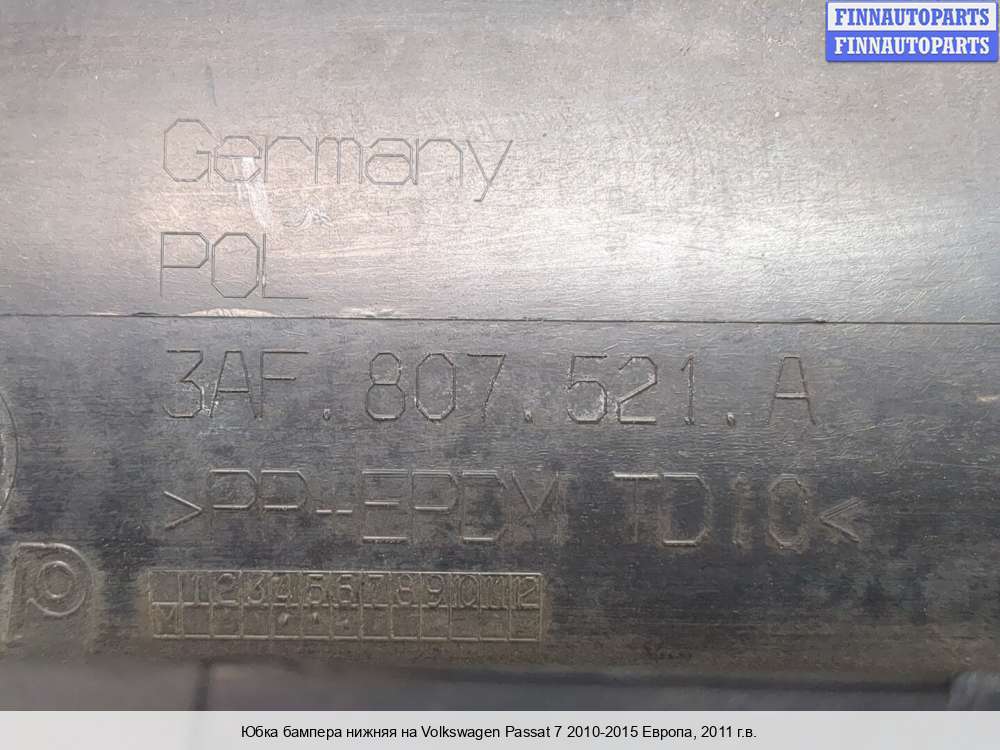 FINNAUTOPARTS
FINNAUTOPARTS
Germany
POL
3AF.807.521.A
>PP-EPDM TD10<
1 2 3 4 5 6 7 8 9 10 11 12
Юбка бампера нижняя на Volkswagen Passat 7 2010-2015 Европа, 2011 г.в.